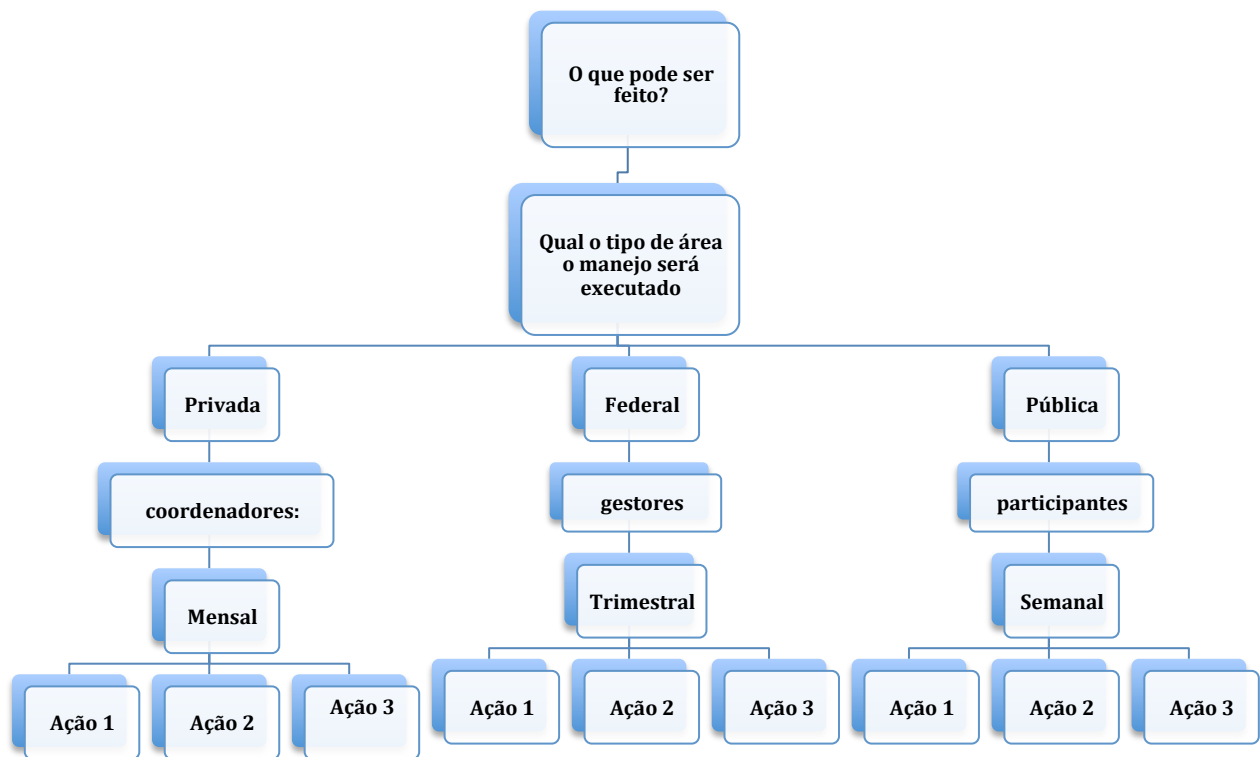 O que pode ser
feito?
Qual o tipo de área
o manejo será
executado
Privada
Federal
Pública
coordenadores:
gestores
participantes
Mensal
Trimestral
Semanal
Ação 1
Ação 2
Ação 3
Ação 1
Ação 2
Ação 3
Ação 1
Ação 2
Ação 3